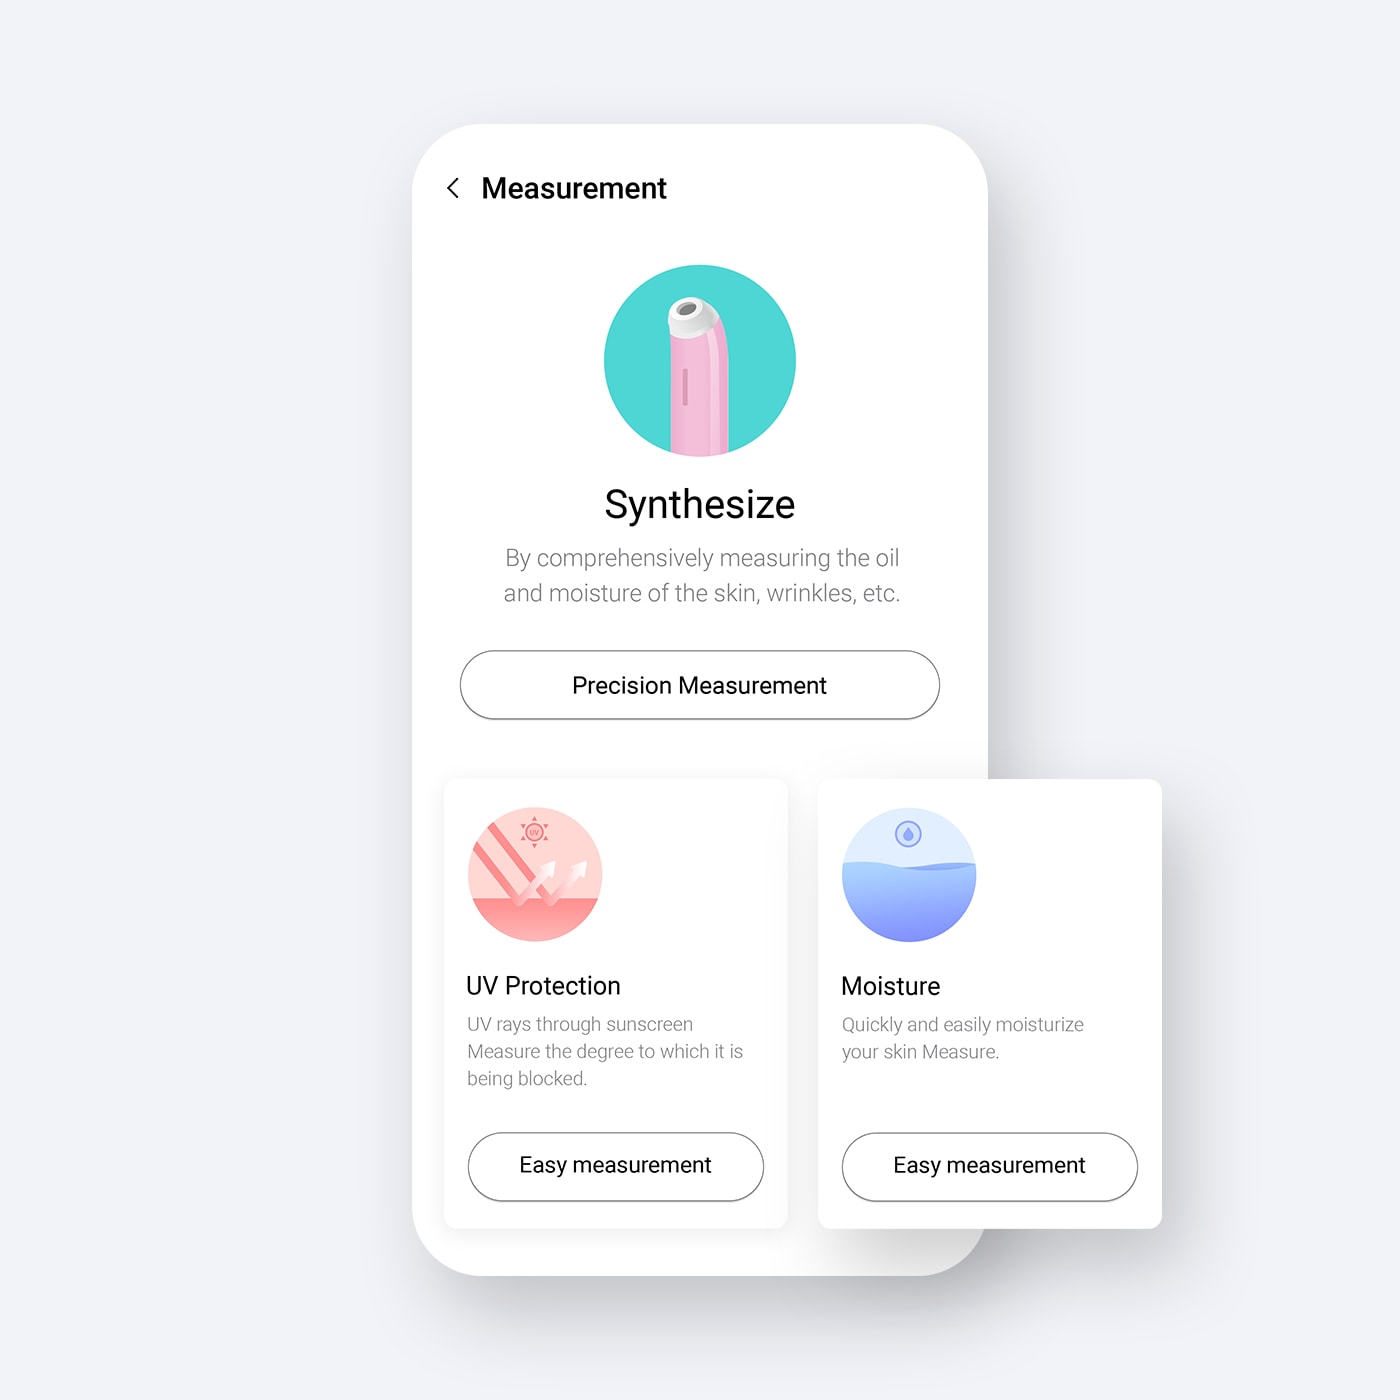 Measurement
Synthesize
By comprehensively measuring the oil
and moisture of the skin, wrinkles, etc.
Precision Measurement
UV
UV Protection
UV rays through sunscreen
Measure the degree to which it is
being blocked.
Easy measurement
Moisture
Quickly and easily moisturize
your skin Measure.
Easy measurement